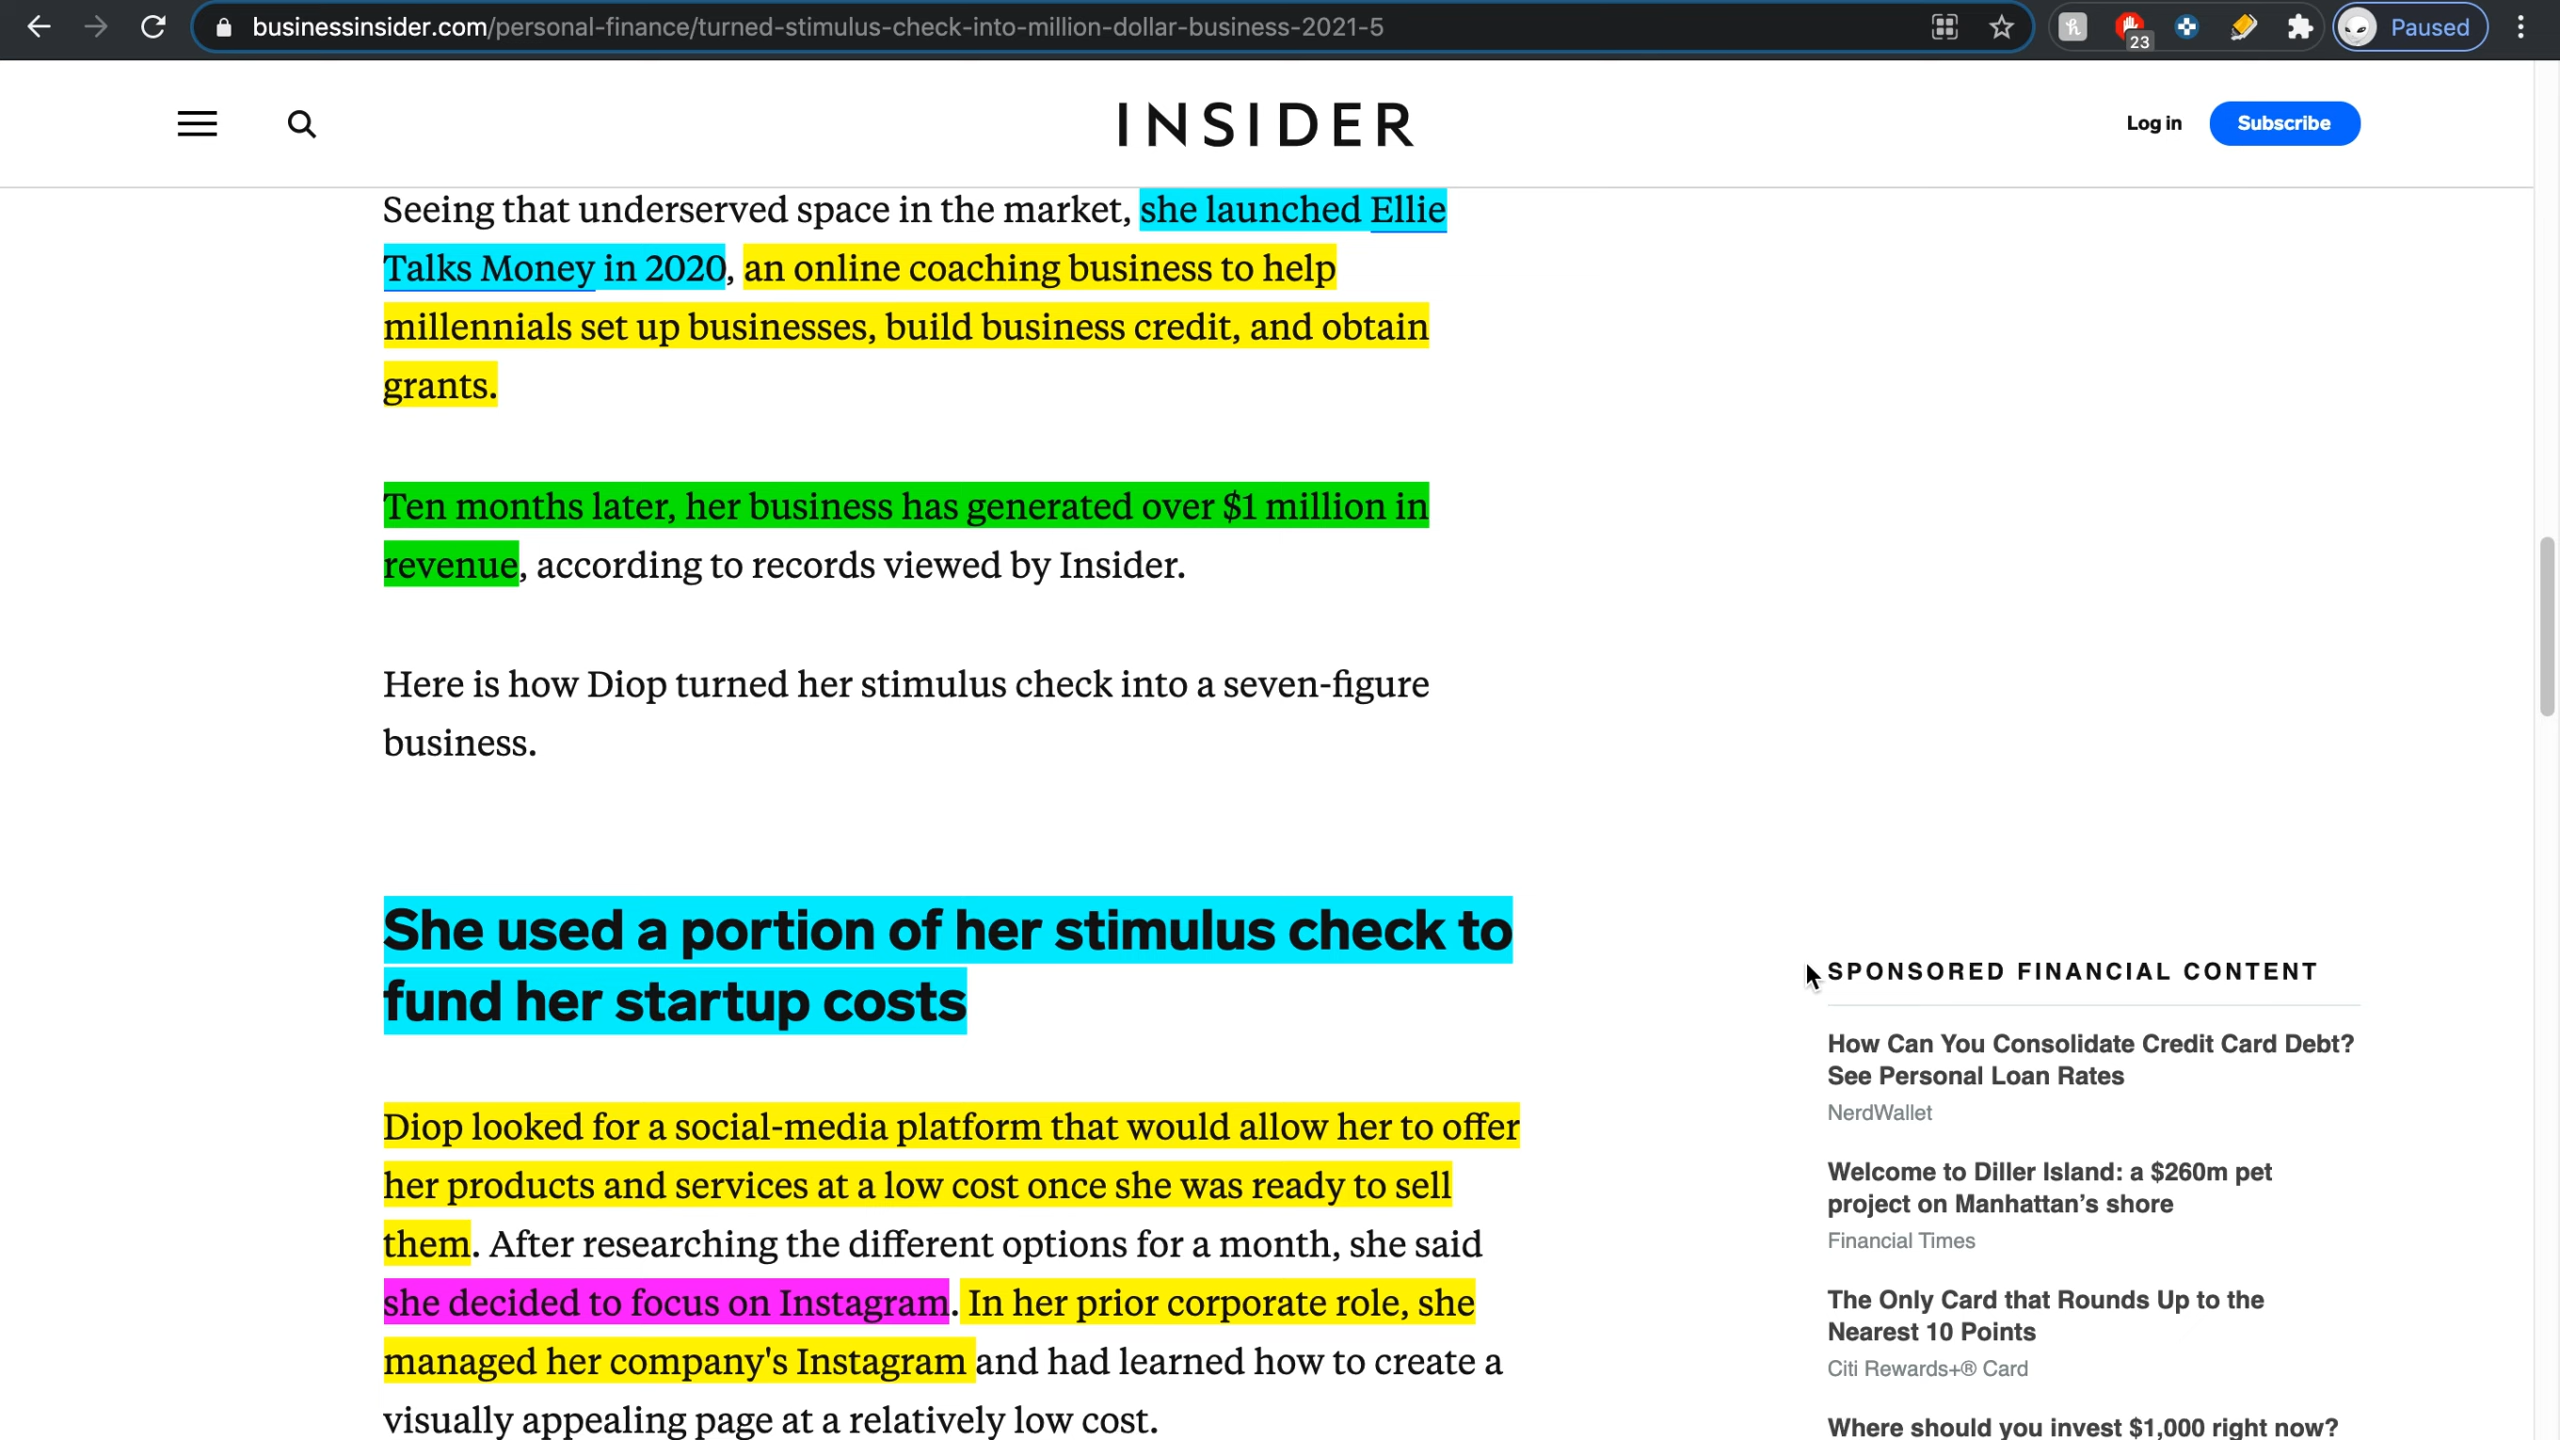 businessinsider.com/personal-finance/turned-stimulus-check-into-million-dollar-business-2021-5
23
Paused
INSIDER
Log in
Subscribe
Seeing that underserved space in the market, she launched Ellie
Talks Money in 2020, an online coaching business to help
millennials set up businesses, build business credit, and obtain
grants.
Ten months later, her business has generated over $1 million in
revenue, according to records viewed by Insider.
Here is how Diop turned her stimulus check into a seven-figure
business.
She used a portion of her stimulus check to
fund her startup costs
Diop looked for a social-media platform that would allow her to offer
her products and services at a low cost once she was ready to sell
them. After researching the different options for a month, she said
she decided to focus on Instagram. In her prior corporate role, she
managed her company's Instagram and had learned how to create a
visually appealing page at a relatively low cost.
SPONSORED FINANCIAL CONTENT
How Can You Consolidate Credit Card Debt?
See Personal Loan Rates
NerdWallet
Welcome to Diller Island: a $260m pet
project on Manhattan’s shore
Financial Times
The Only Card that Rounds Up to the
Nearest 10 Points
Citi Rewards+® Card
Where should you invest $1,000 right now?